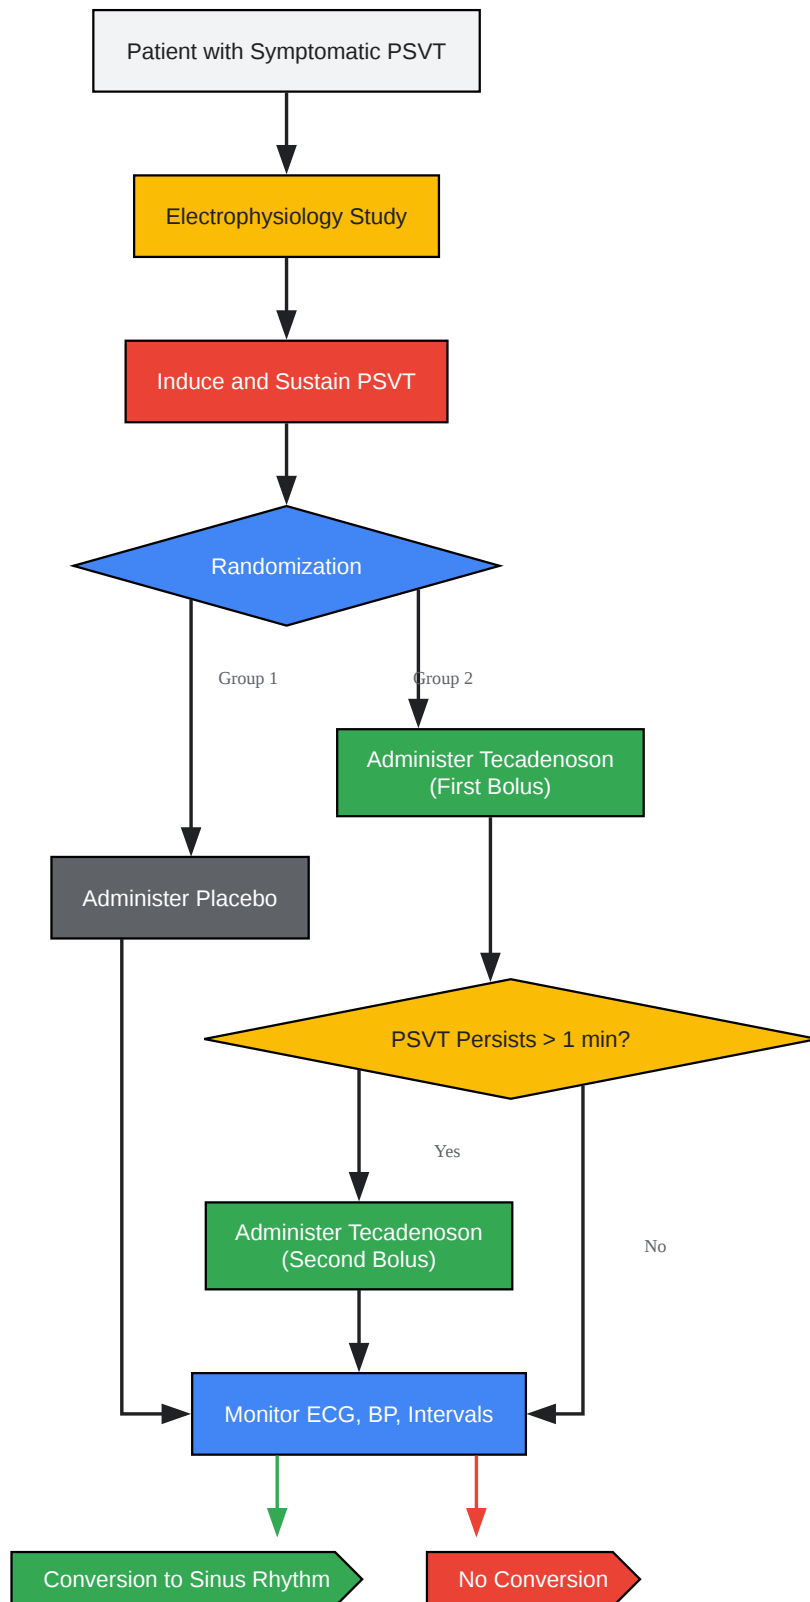 Patient with Symptomatic PSVT
Electrophysiology Study
Induce and Sustain PSVT
Randomization
Group 1
Group 2
Administer Tecadenoson
(First Bolus)
Administer Placebo
PSVT Persists > 1 min?
Yes
Administer Tecadenoson
(Second Bolus)
No
Monitor ECG, BP, Intervals
Conversion to Sinus Rhythm
No Conversion